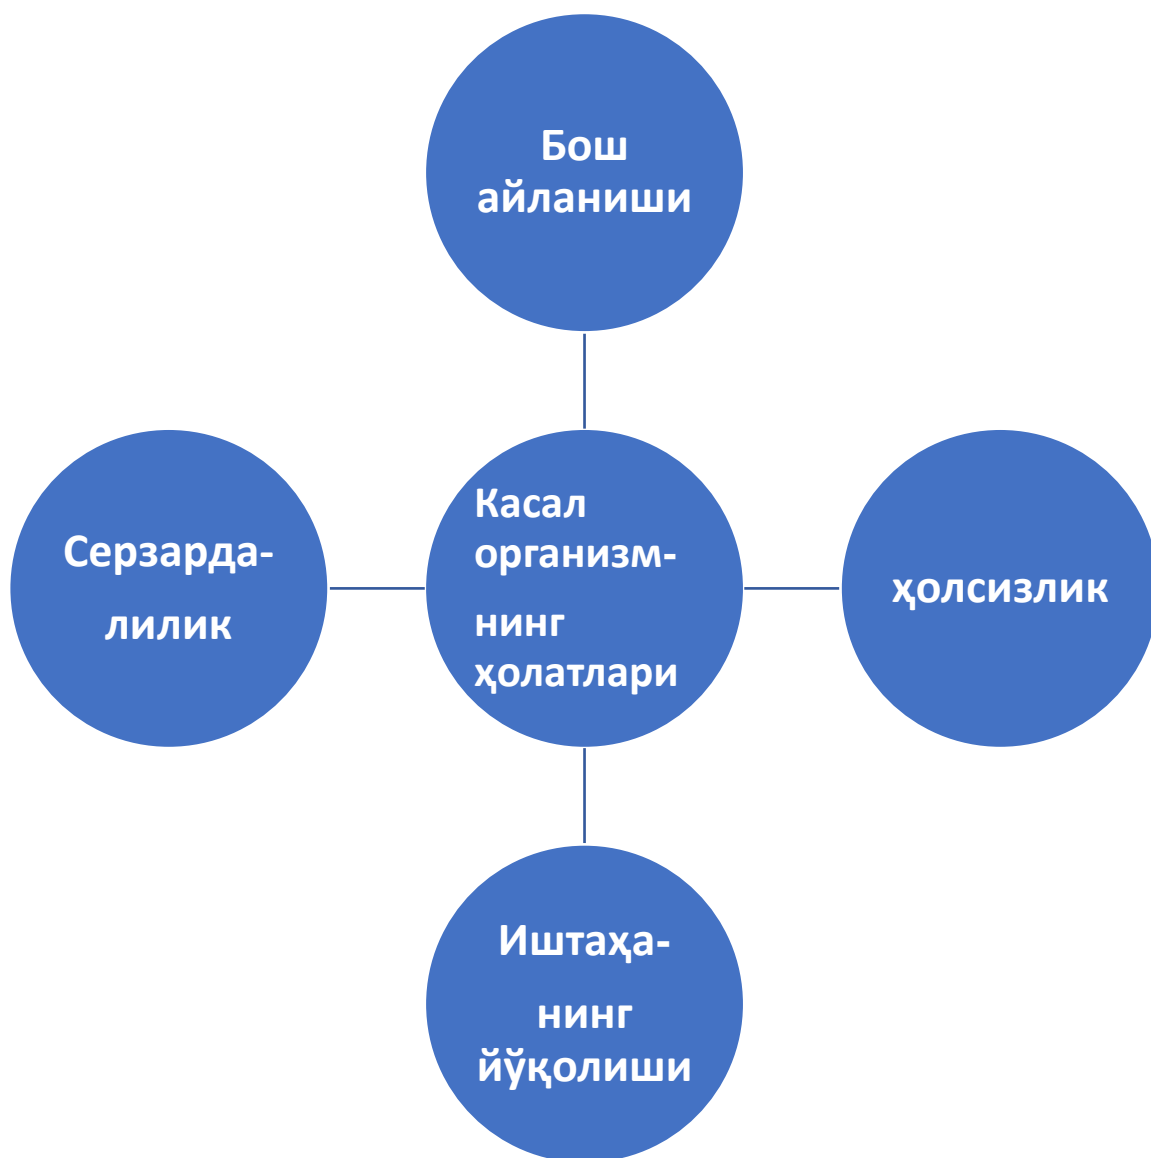 Бош
айланиши
Серзарда-
лилик
Касал
организм-
нинг
ҳолатлари
ҳолсизлик
Иштаҳа-
нинг
йўқолиши